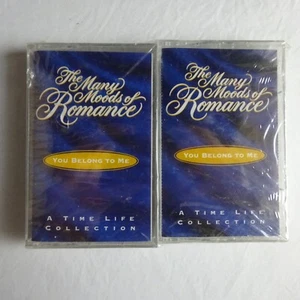 The
Many
Moods of
Romance
YOU BELONG TO ME
A TIME LIFE
COLLECTION
The
Many
Moods of
Romance
YOU BELONG TO ME
A TIME LIFE
COLLECTION